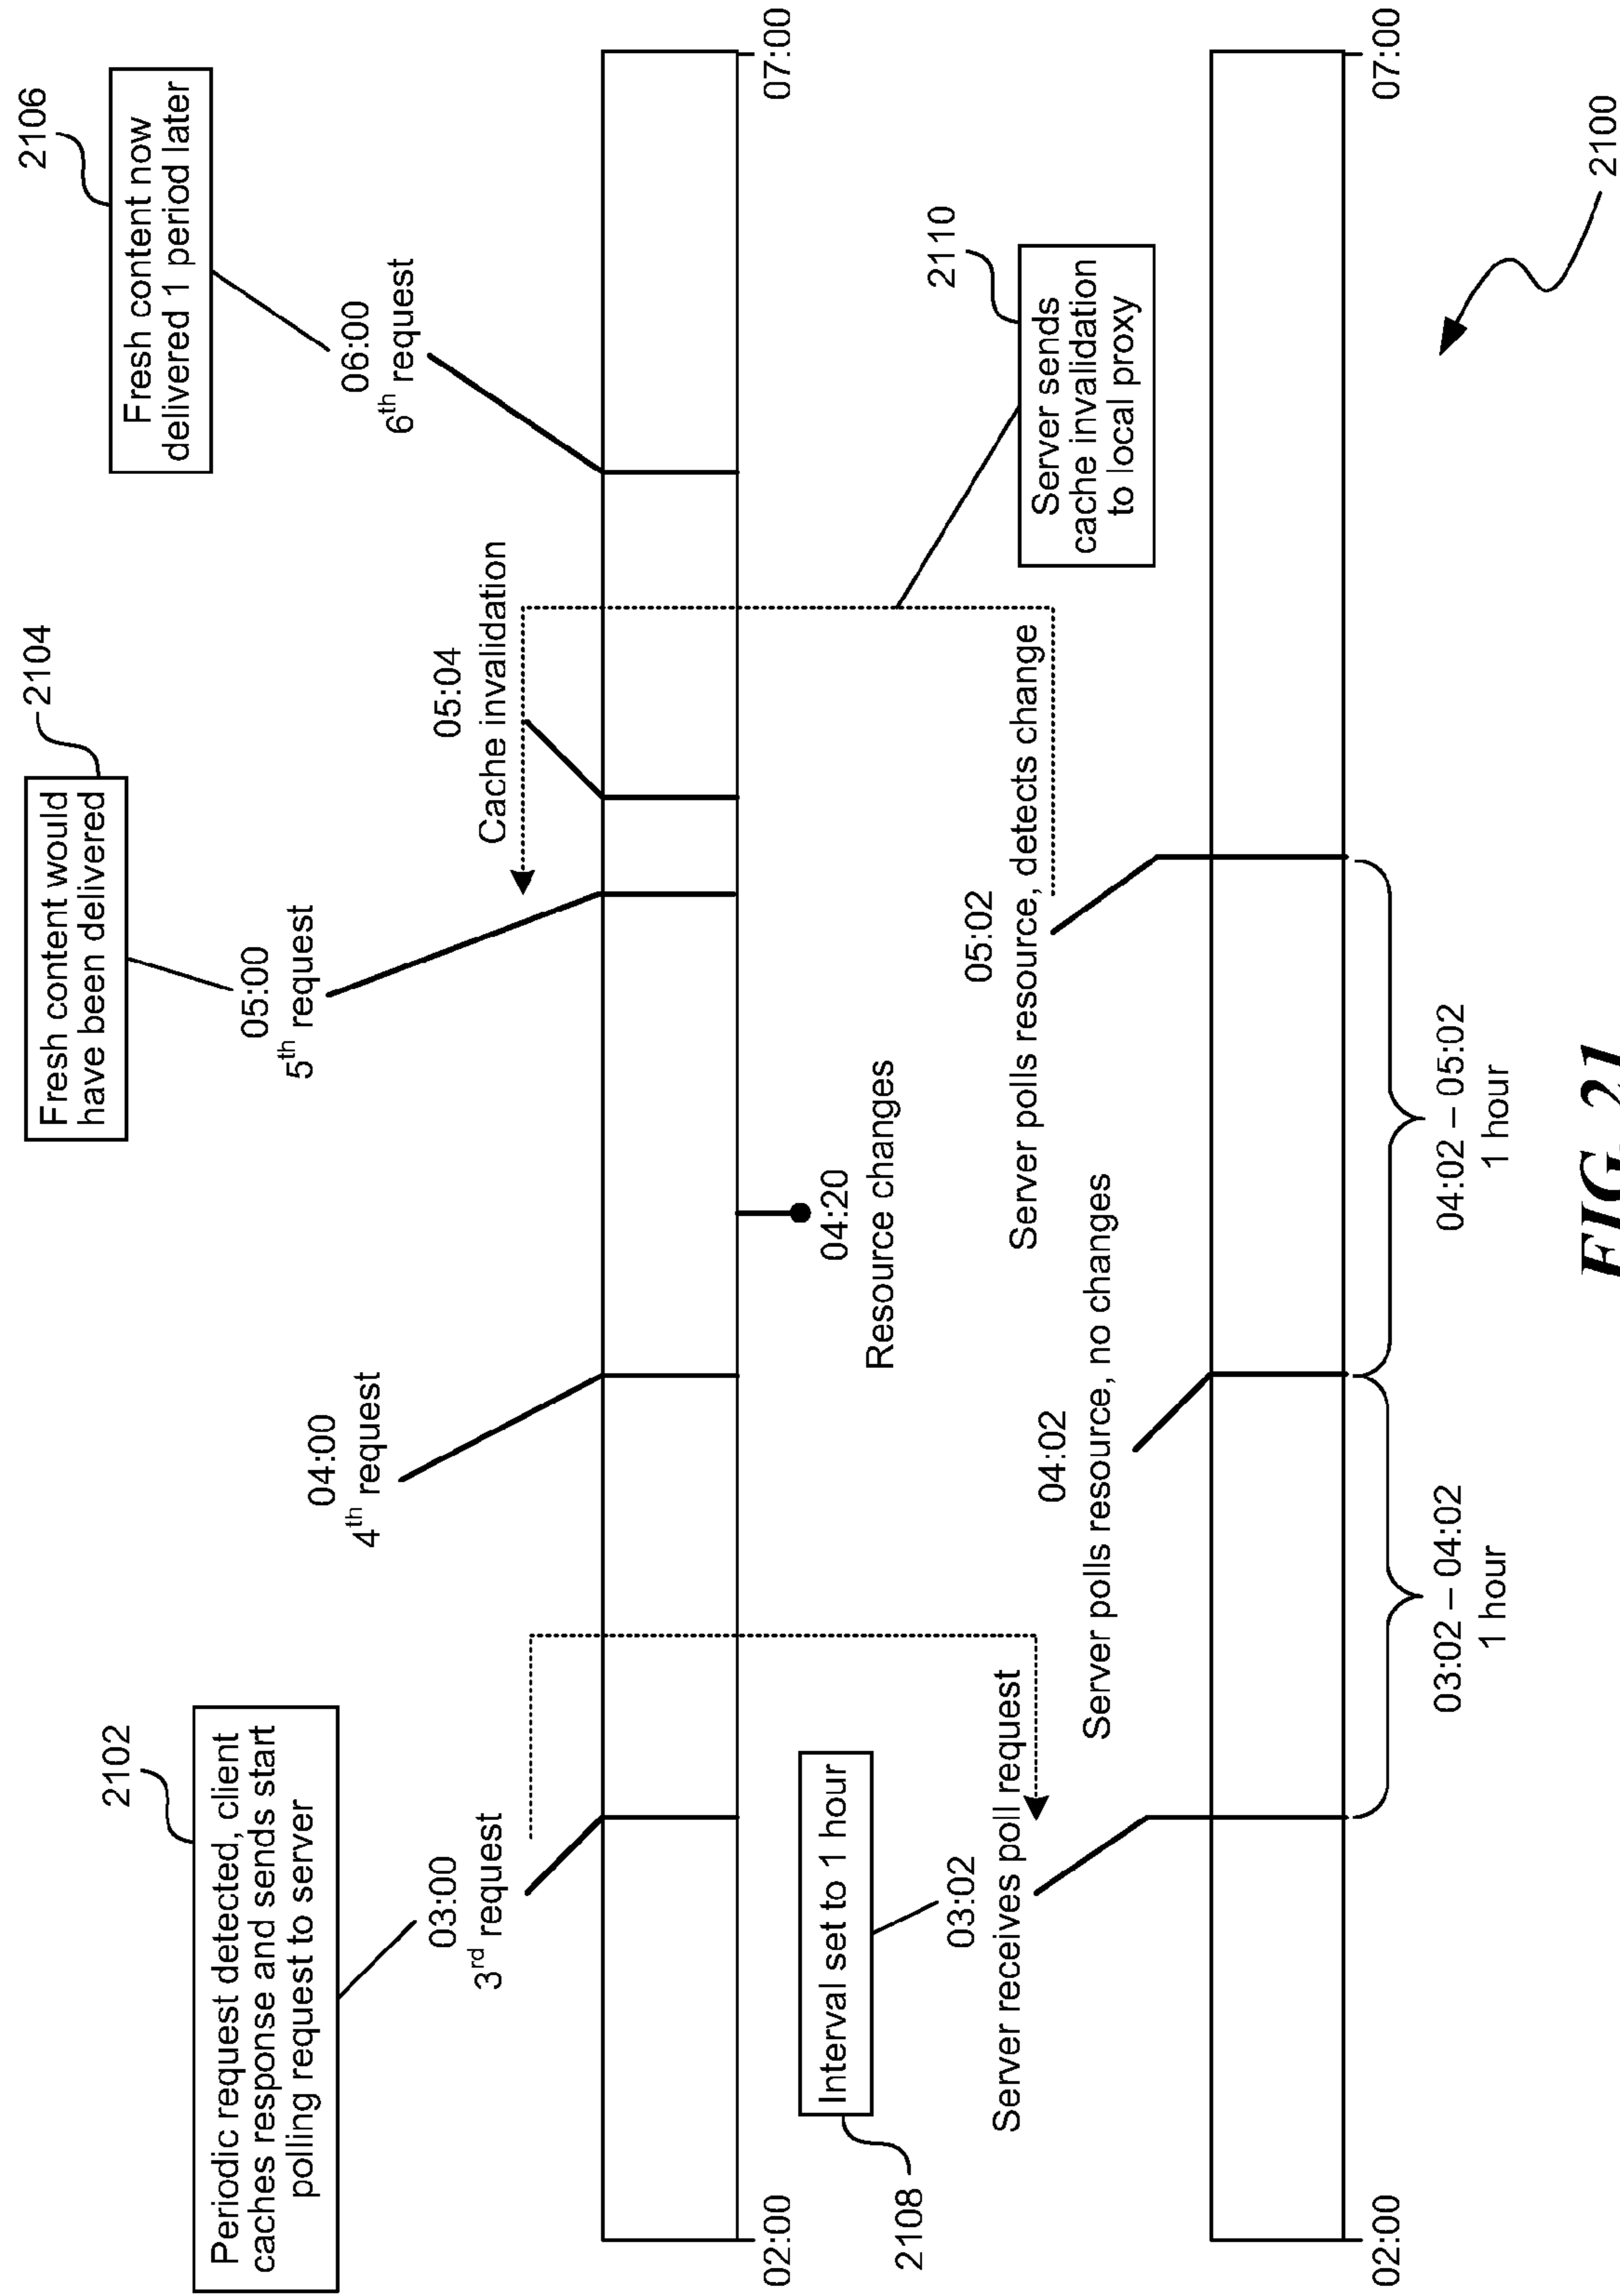 2102
Periodic request detected, client
caches response and sends start
polling request to server
03:00
3rd request
04:00
4th request
2104
Fresh content would
have been delivered
05:00
5th request
05:04
Cache invalidation
2106
Fresh content now
delivered 1 period later
06:00
6th request
02:00
07:00
04:20
Resource changes
2108
Interval set to 1 hour
03:02
Server receives poll request
04:02
Server polls resource, no changes
05:02
Server polls resource, detects change
2110
Server sends
cache invalidation
to local proxy
02:00
07:00
03:02 – 04:02
1 hour
04:02 – 05:02
1 hour
2100
FIG. 21